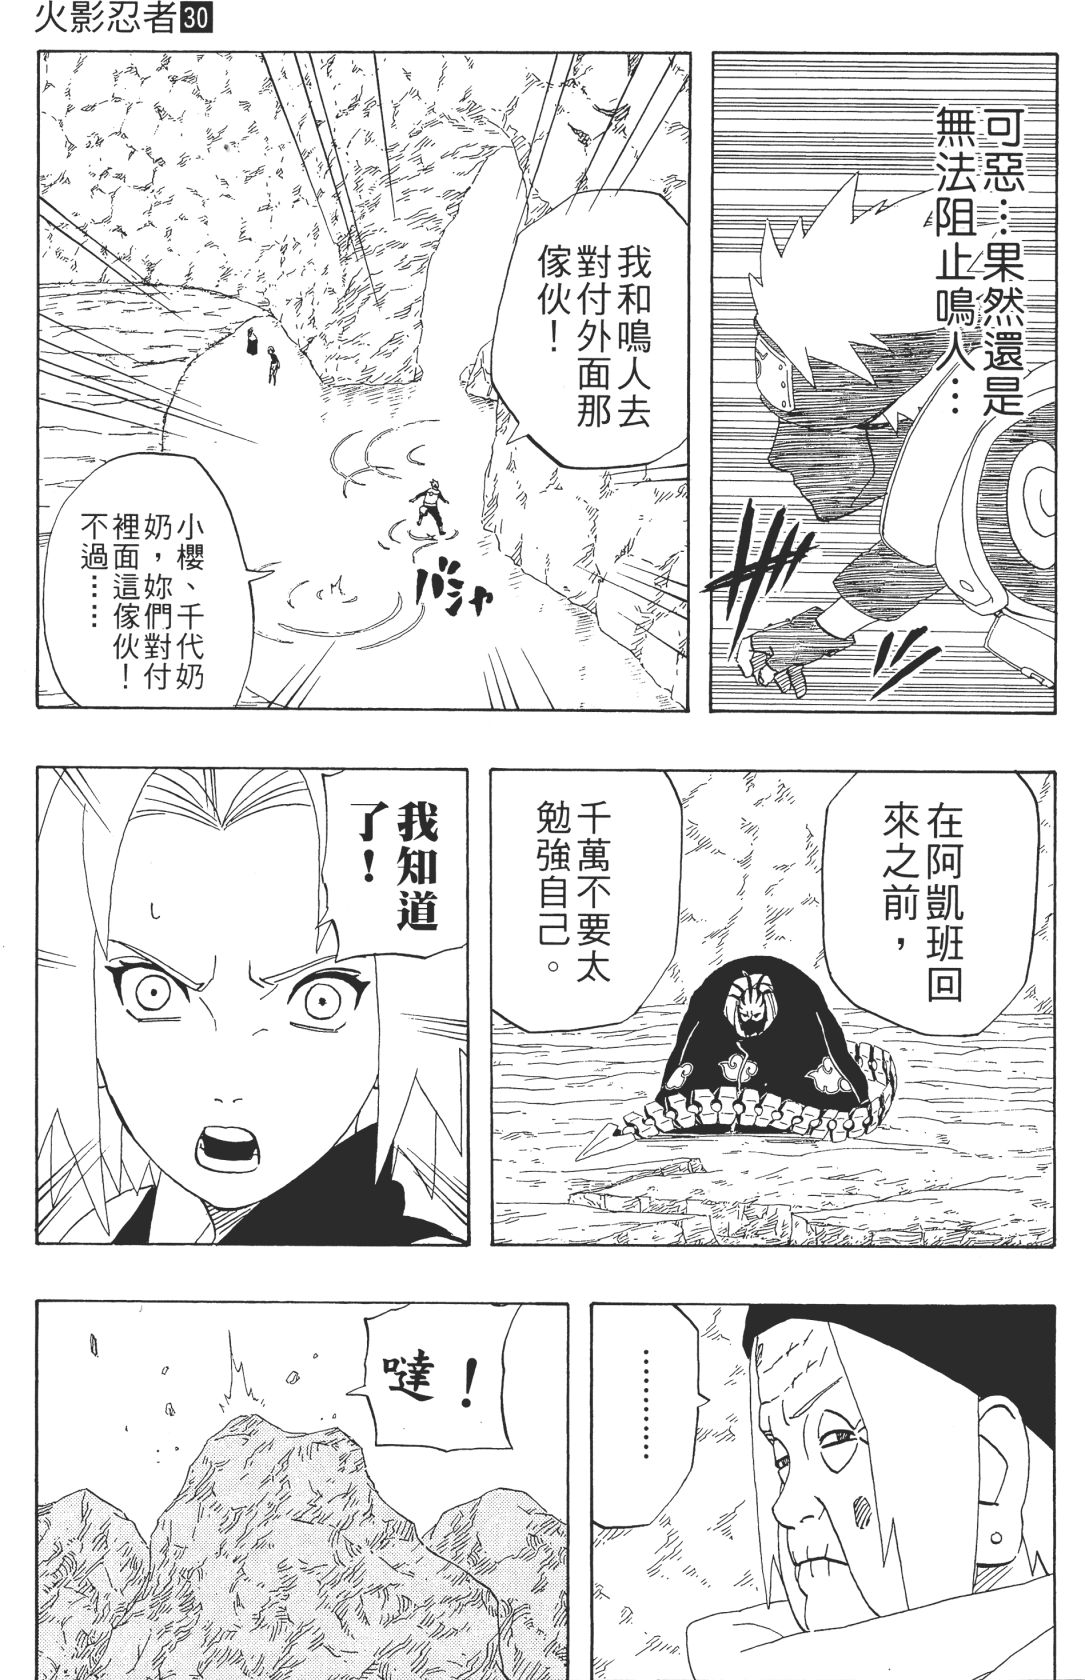 火影忍者30
可惡…果然還是
無法阻止鳴人…
我和鳴人去
對付外面那
傢伙！
小櫻、千代奶
奶，妳們對付
裡面這傢伙！
不過……
バシャ
在阿凱班回
來之前，
千萬不要太
勉強自己。
我知道
了！
…………
噠！